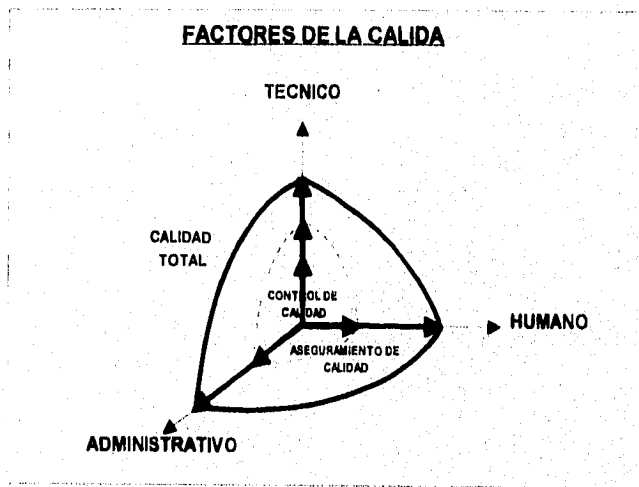 FACTORES DE LA CALIDA
TECNICO
CALIDAD
TOTAL
CONTROL DE
CALIDAD
HUMANO
ASEGURAMIENTO DE
CALIDAD
ADMINISTRATIVO